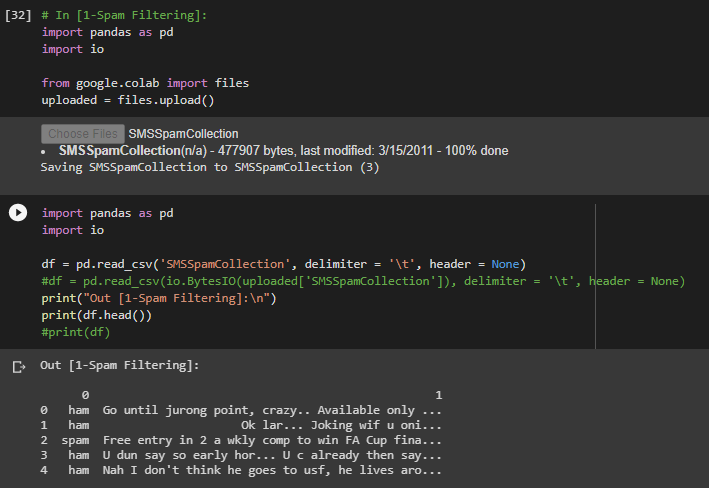 [32] # In [1-Spam Filtering]:
import pandas as pd
import io
from google.colab import files
uploaded = files.upload()
Choose Files SMSSpamCollection
• SMSSpamCollection(n/a) - 477907 bytes, last modified: 3/15/2011 - 100% done
Saving SMSSpamCollection to SMSSpamCollection (3)
import pandas as pd
import io
df = pd.read_csv('SMSSpamCollection', delimiter = '\t', header = None)
#df = pd.read_csv(io.BytesIO(uploaded['SMSSpamCollection']), delimiter = '\t', header = None)
print("Out [1-Spam Filtering]:\n")
print(df.head())
#print(df)
Out [1-Spam Filtering]:
0 1
0 ham Go until jurong point, crazy.. Available only ...
1 ham Ok lar... Joking wif u oni...
2 spam Free entry in 2 a wkly comp to win FA Cup fina...
3 ham U dun say so early hor... U c already then say...
4 ham Nah I don't think he goes to usf, he lives aro...